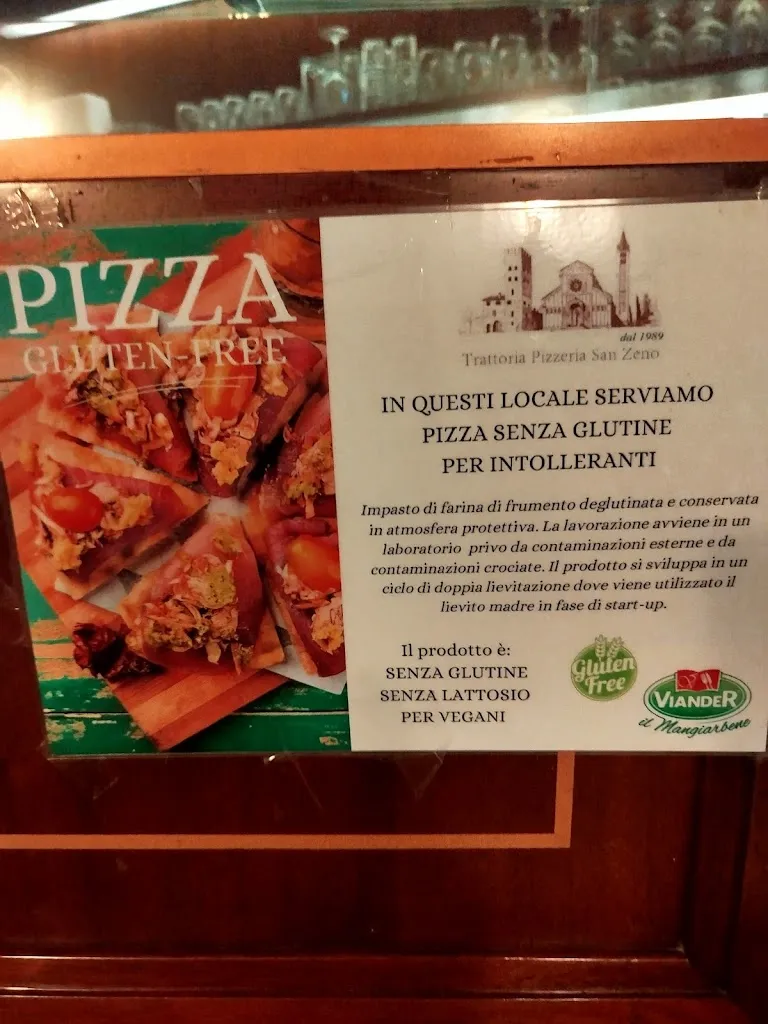 PIZZA
GLUTEN-FREE
dal 1989
Trattoria Pizzeria San Zeno
IN QUESTI LOCALE SERVIAMO
PIZZA SENZA GLUTINE
PER INTOLLERANTI
Impasto di farina di frumento deglutinata e conservata
in atmosfera protettiva. La lavorazione avviene in un
laboratorio privo da contaminazioni esterne e da
contaminazioni crociate. Il prodotto si sviluppa in un
ciclo di doppia lievitazione dove viene utilizzato il
lievito madre in fase di start-up.
Il prodotto è:
SENZA GLUTINE
SENZA LATTOSIO
PER VEGANI
Gluten
Free
VIANDER
il Mangiarbene